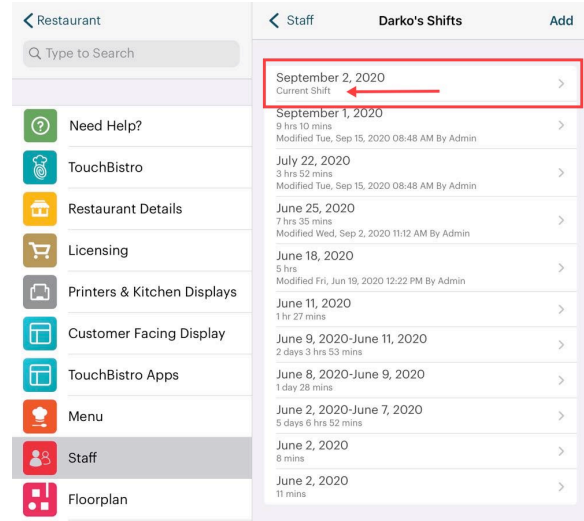 Restaurant
Type to Search
Need Help?
TouchBistro
Restaurant Details
Licensing
Printers & Kitchen Displays
Customer Facing Display
TouchBistro Apps
Menu
Staff
Floorplan
Staff
Darko's Shifts
Add
September 2, 2020
Current Shift
September 1, 2020
9 hrs 10 mins
Modified Tue, Sep 15, 2020 08:48 AM By Admin
July 22, 2020
3 hrs 52 mins
Modified Tue, Sep 15, 2020 08:48 AM By Admin
June 25, 2020
7 hrs 35 mins
Modified Wed, Sep 2, 2020 11:12 AM By Admin
June 18, 2020
5 hrs
Modified Fri, Jun 19, 2020 12:22 PM By Admin
June 11, 2020
1 hr 27 mins
June 9, 2020-June 11, 2020
2 days 3 hrs 53 mins
June 8, 2020-June 9, 2020
1 day 28 mins
June 2, 2020-June 7, 2020
5 days 6 hrs 52 mins
June 2, 2020
8 mins
June 2, 2020
11 mins